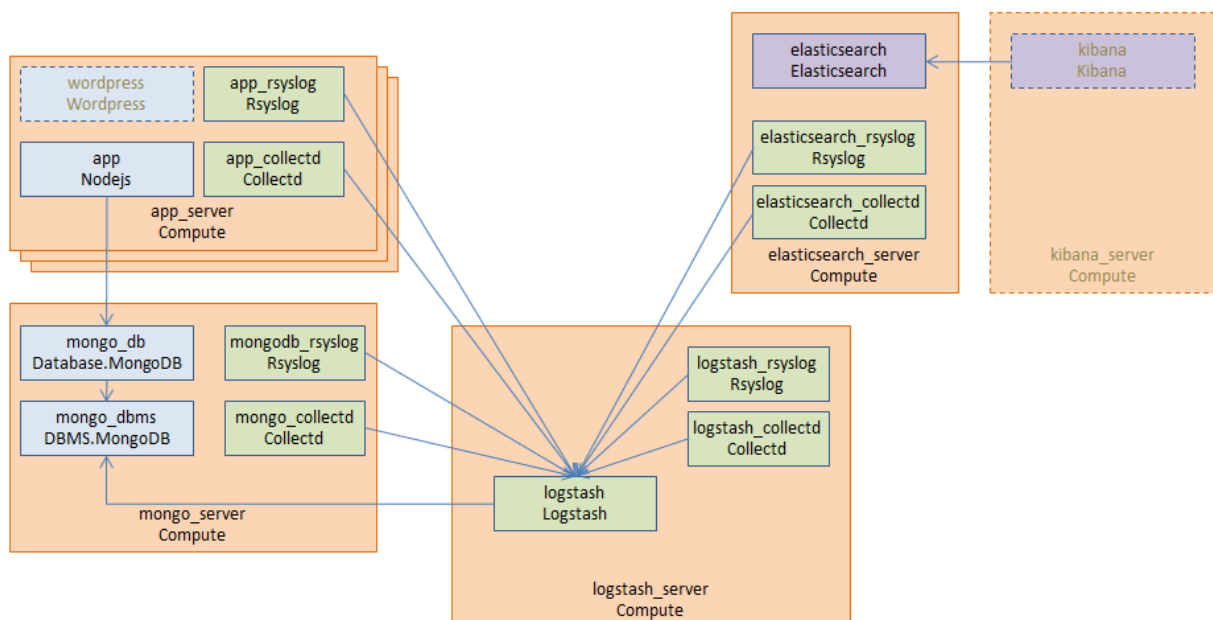 wordpress
Wordpress
app_rsyslog
Rsyslog
app
Nodejs
app_collectd
Collectd
app_server
Compute
elasticsearch
Elasticsearch
elasticsearch_rsyslog
Rsyslog
elasticsearch_collectd
Collectd
elasticsearch_server
Compute
kibana
Kibana
kibana_server
Compute
mongo_db
Database.MongoDB
mongodb_rsyslog
Rsyslog
mongo_dbms
DBMS.MongoDB
mongo_collectd
Collectd
mongo_server
Compute
logstash_rsyslog
Rsyslog
logstash_collectd
Collectd
logstash
Logstash
logstash_server
Compute